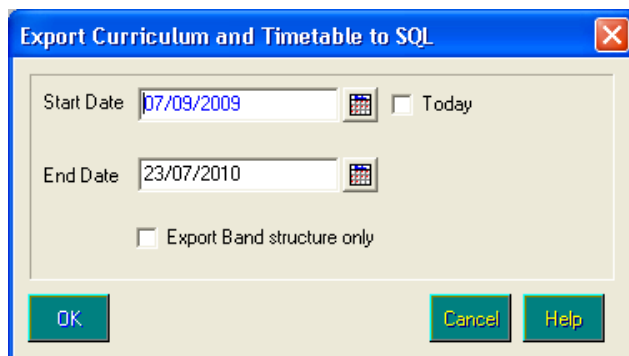 Export Curriculum and Timetable to SQL
Start Date 07/09/2009 Today
End Date 23/07/2010
Export Band structure only
OK Cancel Help